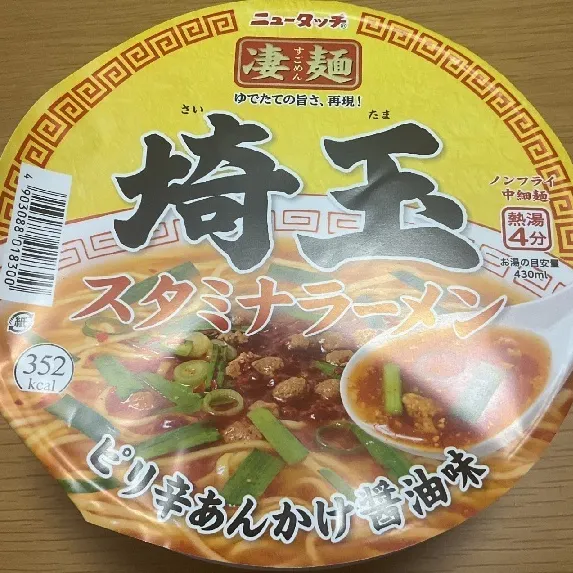 ニュータッチ®
凄麺
すごめん
ゆでたての旨さ、再現!
さい たま
埼玉
スタミナラーメン
ノンフライ
中細麺
熱湯
4分
お湯の目安量
430ml
4903088018300
紙
352
kcal
ピリ辛あんかけ醤油味